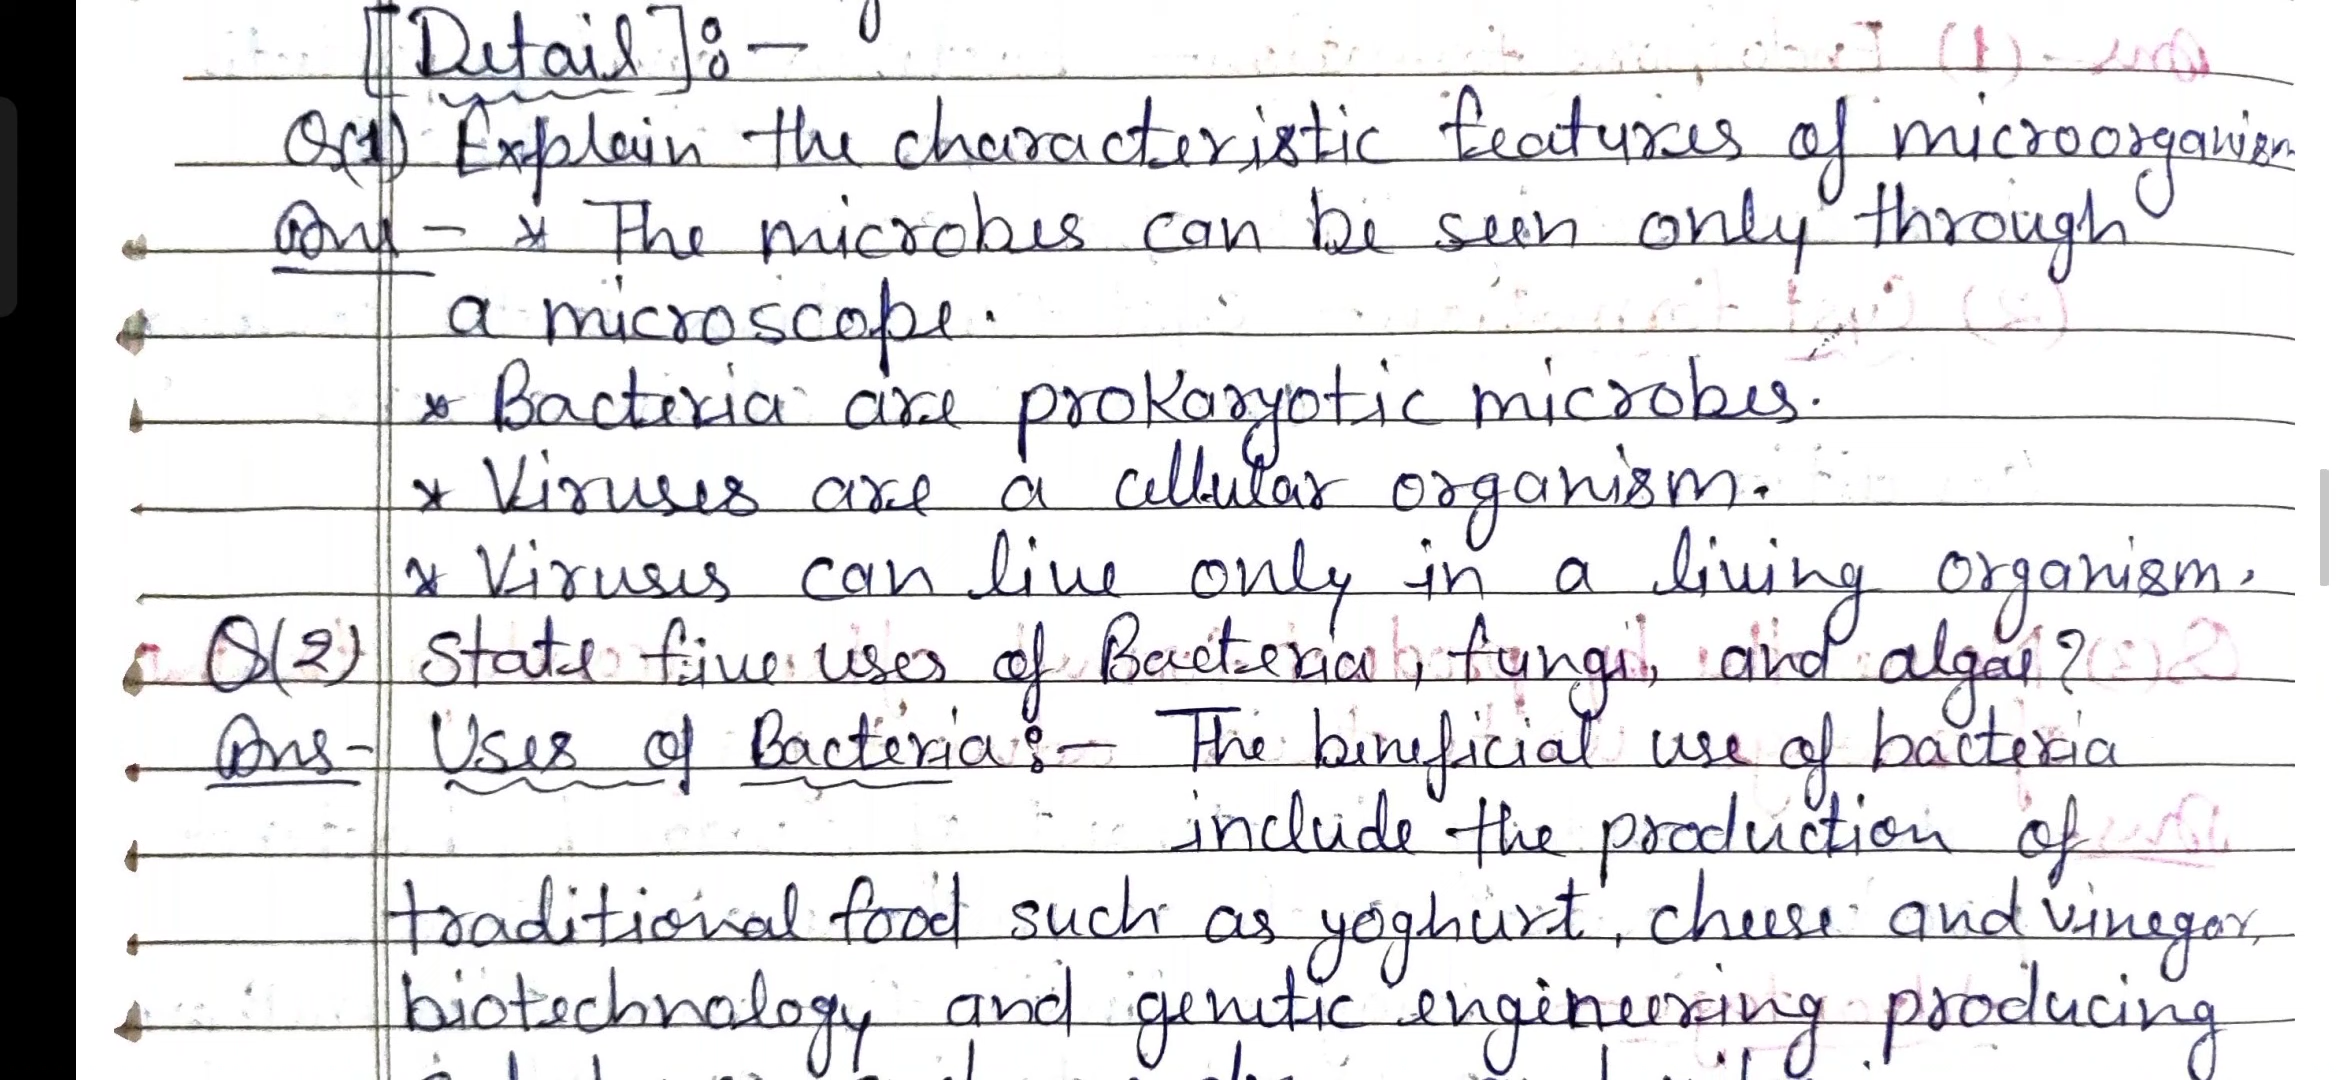 [Detail]:-
Q(1) Explain the characteristic features of microorganism
Ans - * The microbes can be seen only through
a microscope.
* Bacteria are prokaryotic microbes.
* Viruses are a cellular organism.
* Viruses can live only in a living organism.
Q(2) State five uses of Bacteria, fungi, and algae?
Ans- Uses of Bacteria:- The beneficial use of bacteria
include the production of
traditional food such as yoghurt, cheese and vinegar,
biotechnology and genetic engineering producing